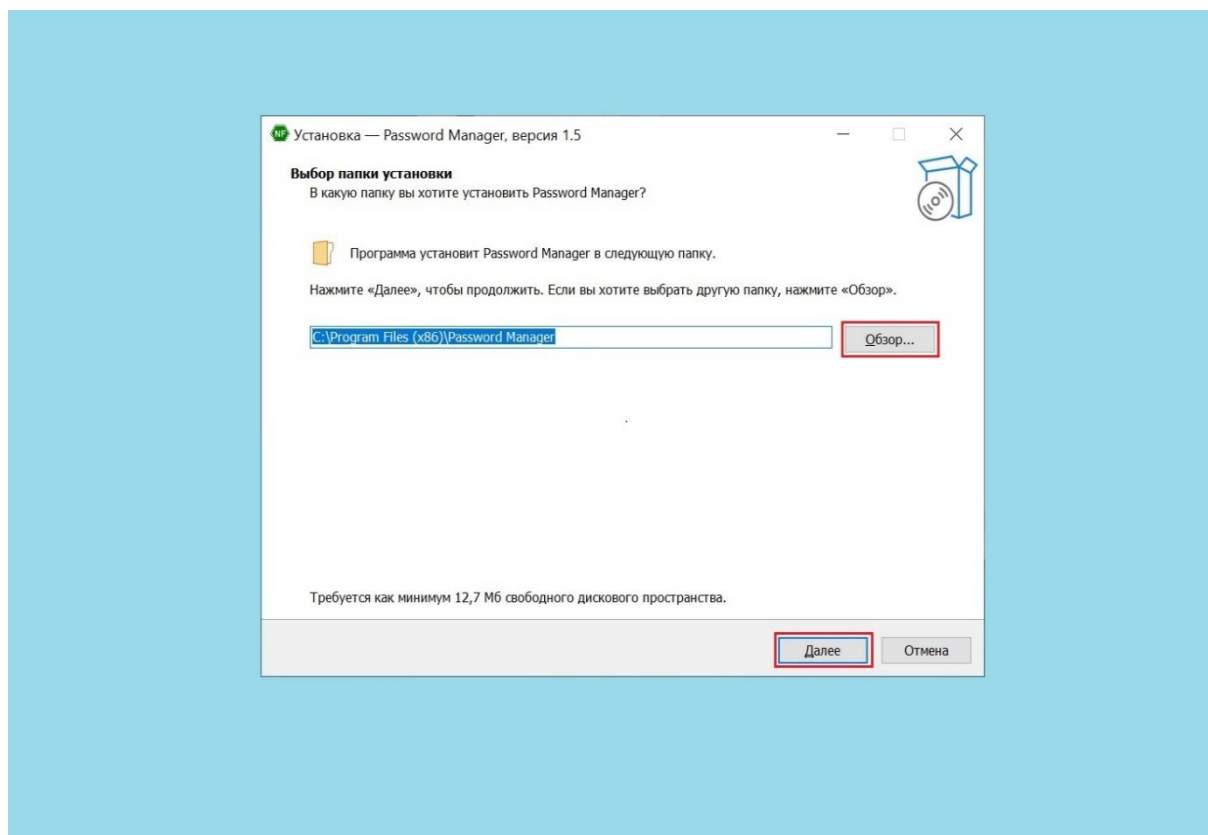 NF Установка — Password Manager, версия 1.5
Выбор папки установки
В какую папку вы хотите установить Password Manager?
Программа установит Password Manager в следующую папку.
Нажмите «Далее», чтобы продолжить. Если вы хотите выбрать другую папку, нажмите «Обзор».
C:\Program Files (x86)\Password Manager
Обзор...
Требуется как минимум 12,7 Мб свободного дискового пространства.
Далее
Отмена